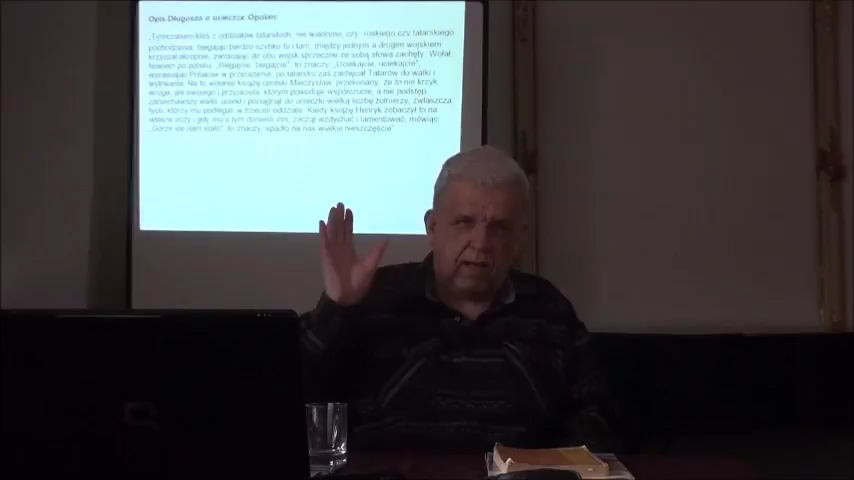 Opis Długosza o ucieczce Opolan:
„Tymczasem ktoś z oddziałów tatarskich, nie wiadomo, czy ruskiego czy tatarskiego
pochodzenia, biegając bardzo szybko tu i tam, między jednym a drugim wojskiem
krzyczał okropnie, zwracając do obu wojsk sprzeczne ze sobą słowa zachęty. Wołał
bowiem po polsku: „Biegajcie, biegajcie", to znaczy: „Uciekajcie, uciekajcie",
wprawiając Polaków w przerażenie, po tatarsku zaś zachęcał Tatarów do walki i
wytrwania. Na to wołanie książę opolski Mieczysław, przekonany, że to nie krzyk
wroga, ale swojego i przyjaciela, którym powoduje współczucie, a nie podstęp,
zaniechawszy walki, uciekł i pociągnął do ucieczki wielką liczbę żołnierzy, zwłaszcza
tych, którzy mu podlegali w trzecim oddziale. Kiedy książę Henryk zobaczył to na
własne oczy i gdy mu o tym donieśli inni, zaczął wzdychać i lamentować, mówiąc:
„Gorze się nam stało", to znaczy: spadło na nas wielkie nieszczęście"